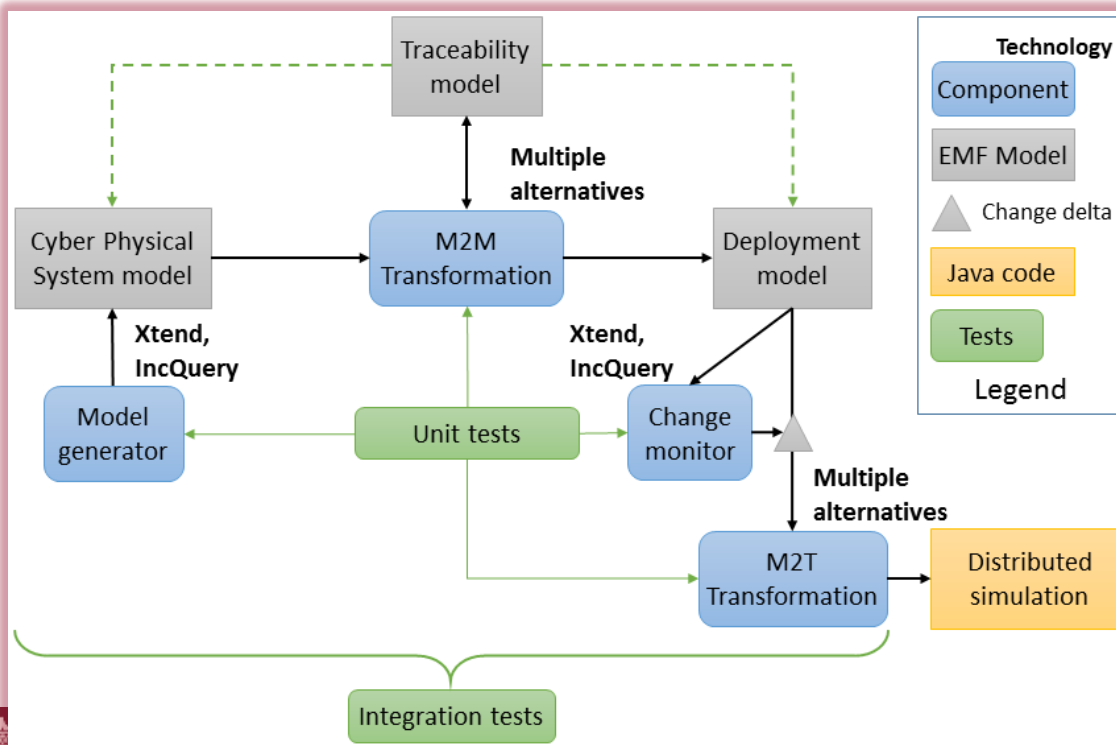 Traceability
model
Multiple
alternatives
Cyber Physical
System model
M2M
Transformation
Deployment
model
Xtend,
IncQuery
Xtend,
IncQuery
Model
generator
Unit tests
Change
monitor
Multiple
alternatives
M2T
Transformation
Distributed
simulation
Integration tests
Technology
Component
EMF Model
Change delta
Java code
Tests
Legend